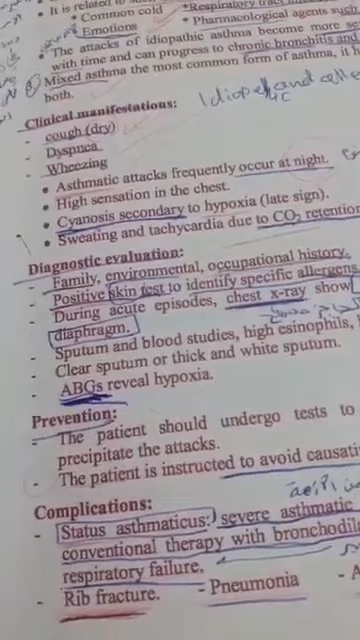 • It is related to
• Common cold •Respiratory tract
• Emotions • Pharmacological agents such
• The attacks of idiopathic asthma become more
with time and can progress to chronic bronchitis and
Mixed asthma the most common form of asthma, it
both.
Clinical manifestations:
- cough (dry)
- Dyspnea
- Wheezing
• Asthmatic attacks frequently occur at night.
• High sensation in the chest.
• Cyanosis secondary to hypoxia (late sign).
• Sweating and tachycardia due to CO2 retention
Diagnostic evaluation:
- Family, environmental, occupational history,
- Positive skin test to identify specific allergens
- During acute episodes, chest x-ray show
diaphragm.
- Sputum and blood studies, high esinophils,
- Clear sputum or thick and white sputum.
- ABGs reveal hypoxia.
Prevention:
- The patient should undergo tests to
precipitate the attacks.
- The patient is instructed to avoid
Complications:
- Status asthmaticus: severe asthmatic
conventional therapy with
respiratory failure.
- Rib fracture. - Pneumonia - A